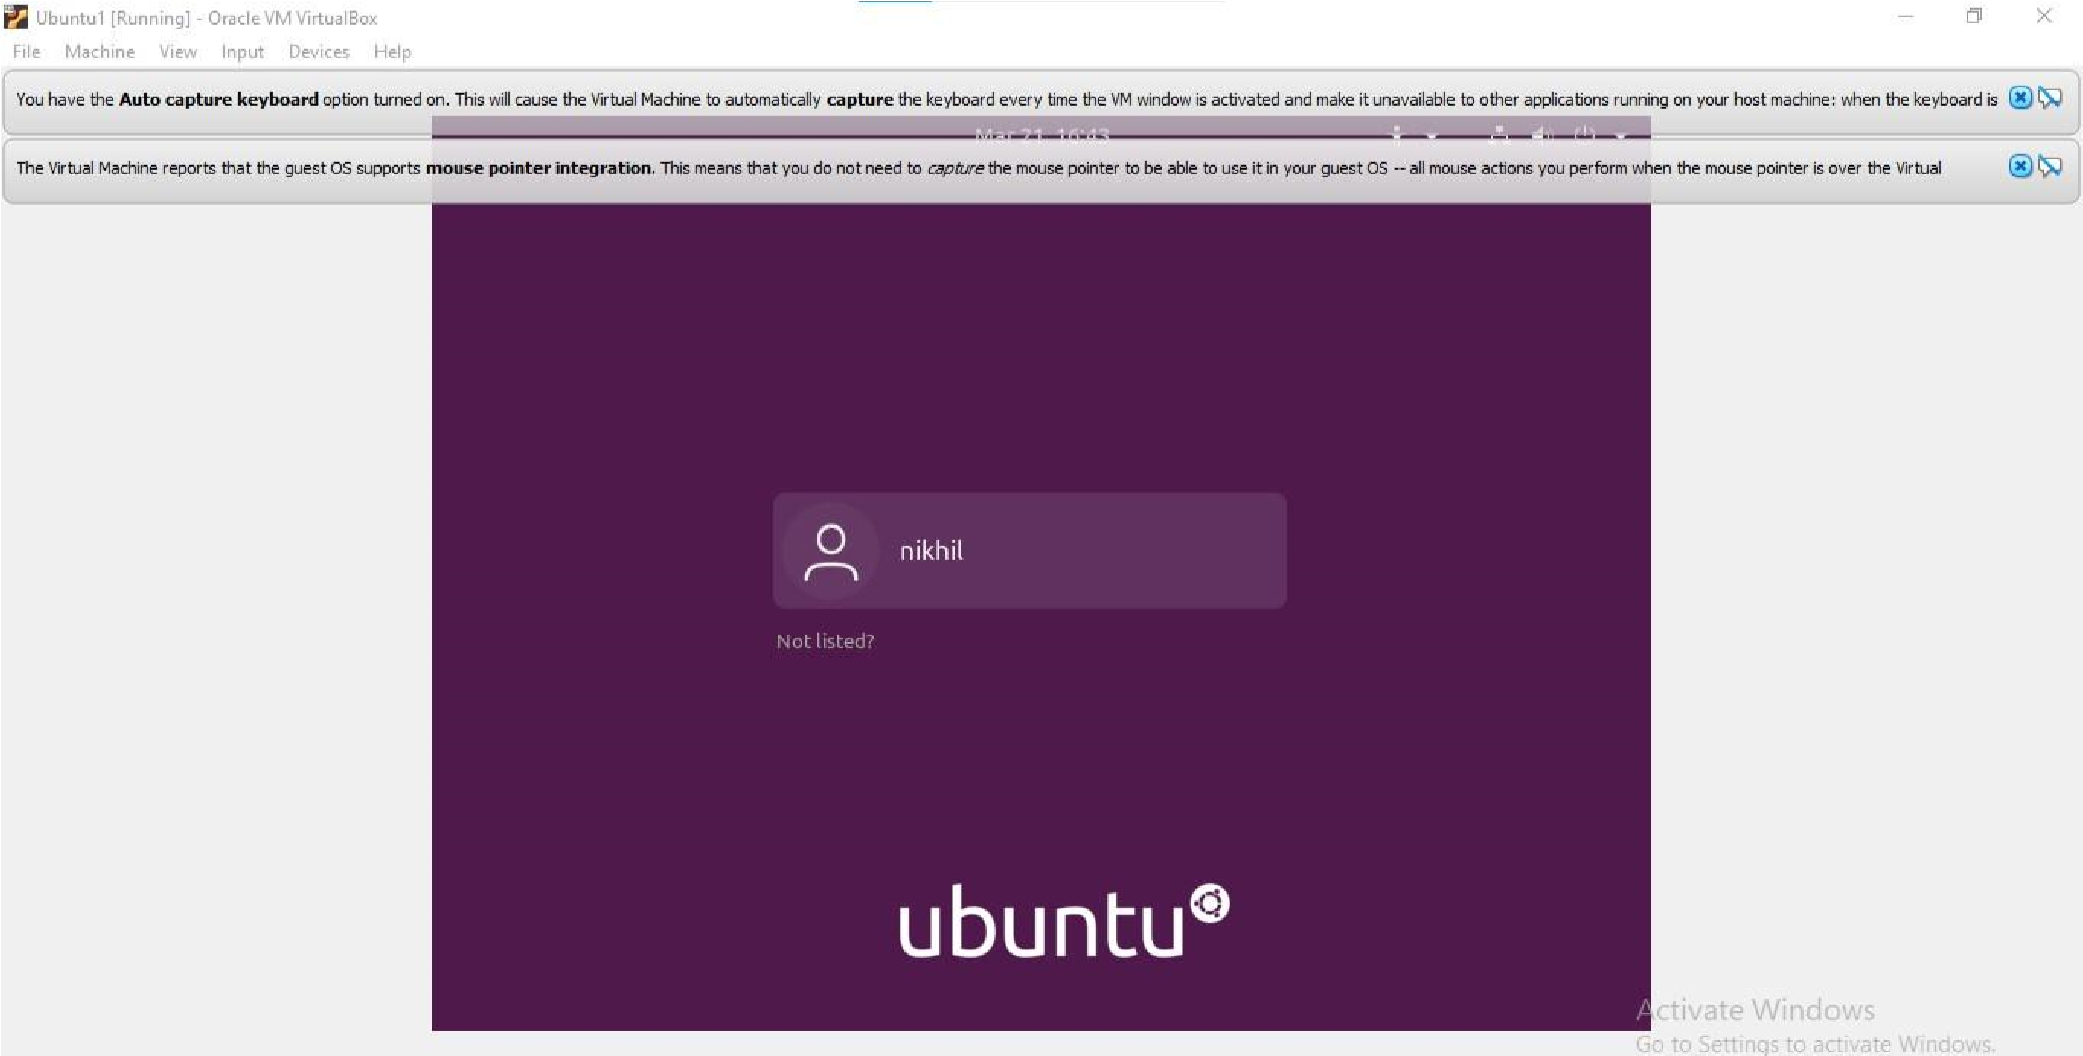 Ubuntu1 [Running] - Oracle VM VirtualBox
File Machine View Input Devices Help
You have the Auto capture keyboard option turned on. This will cause the Virtual Machine to automatically capture the keyboard every time the VM window is activated and make it unavailable to other applications running on your host machine: when the keyboard is
Mar 21 16:43
The Virtual Machine reports that the guest OS supports mouse pointer integration. This means that you do not need to capture the mouse pointer to be able to use it in your guest OS -- all mouse actions you perform when the mouse pointer is over the Virtual
nikhil
Not listed?
ubuntu
Activate Windows
Go to Settings to activate Windows.